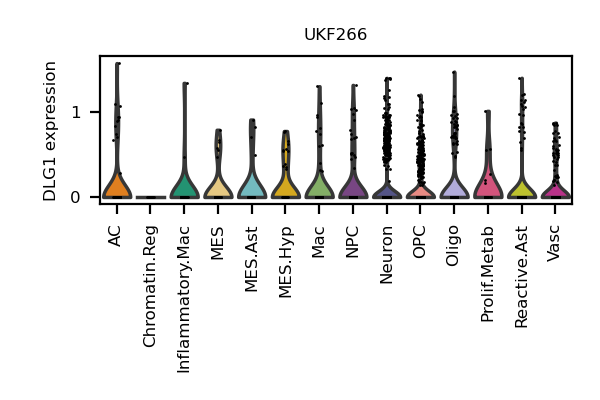 UKF266
DLG1 expression
1
0
AC
Chromatin.Reg
Inflammatory.Mac
MES
MES.Ast
MES.Hyp
Mac
NPC
Neuron
OPC
Oligo
Prolif.Metab
Reactive.Ast
Vasc